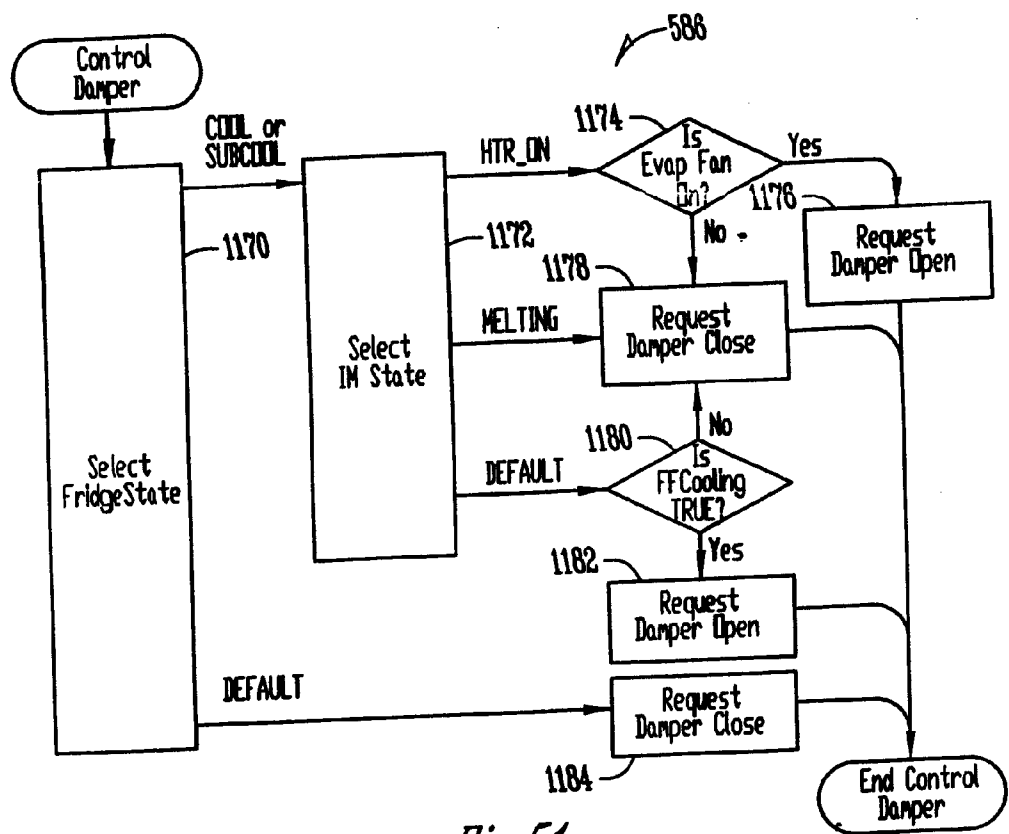 586
Control
Damper
COOL or
SUBCOOL
1170
Select
FridgeState
HTR_ON
1172
Select
IM State
1174
Is
Evap Fan
On?
Yes
No
1176
Request
Damper Open
MELTING
1178
Request
Damper Close
No
DEFAULT
1180
Is
FFCooling
TRUE?
Yes
1182
Request
Damper Open
DEFAULT
Request
Damper Close
1184
End Control
Damper
Fig. 51